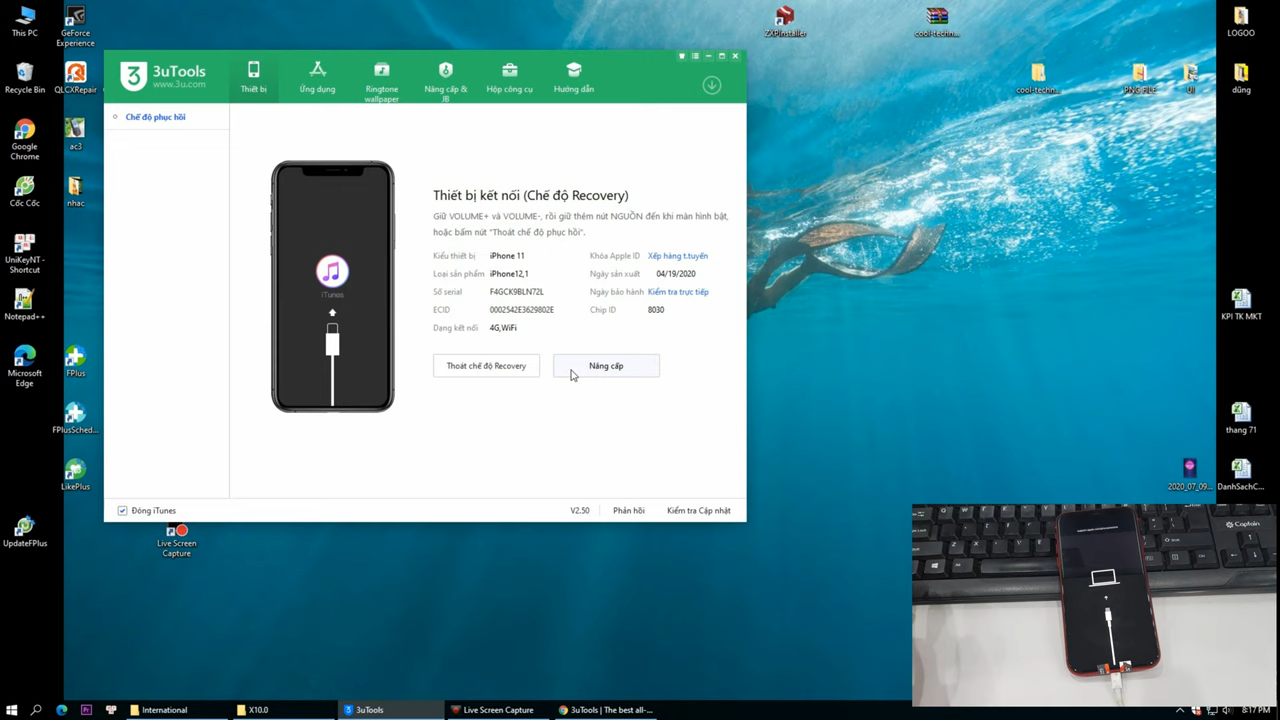 This PC
GeForce
Experience
Recycle Bin
QLCXRepair
Google
Chrome
ac3
Cốc Cốc
nhac
UniKeyNT -
Shortcut
Notepad++
Microsoft
Edge
FPlus
FPlusSched...
LikePlus
UpdateFPlus
Live Screen
Capture
ZXPInstaller
cool-techn...
LOGOO
cool-techn...
PNG FILE
UI
dũng
KPI TK MKT
thang 71
2020_07_09...
DanhSachC...
3uTools
www.3u.com
Thiết bị
Ứng dụng
Ringtone
wallpaper
Nâng cấp &
JB
Hộp công cụ
Hướng dẫn
Chế độ phục hồi
iTunes
Thiết bị kết nối (Chế độ Recovery)
Giữ VOLUME+ và VOLUME-, rồi giữ thêm nút NGUỒN đến khi màn hình bật,
hoặc bấm nút "Thoát chế độ phục hồi".
Kiểu thiết bị iPhone 11 Khóa Apple ID Xếp hàng t.tuyến
Loại sản phẩm iPhone12,1 Ngày sản xuất 04/19/2020
Số serial F4GCK9BLN72L Ngày bảo hành Kiểm tra trực tiếp
ECID 0002542E3629802E Chip ID 8030
Dạng kết nối 4G,WiFi
Thoát chế độ Recovery Nâng cấp
Đóng iTunes V2.50 Phản hồi Kiểm tra Cập nhật
Captain
International X10.0 3uTools Live Screen Capture 3uTools | The best all-... 8:17 PM